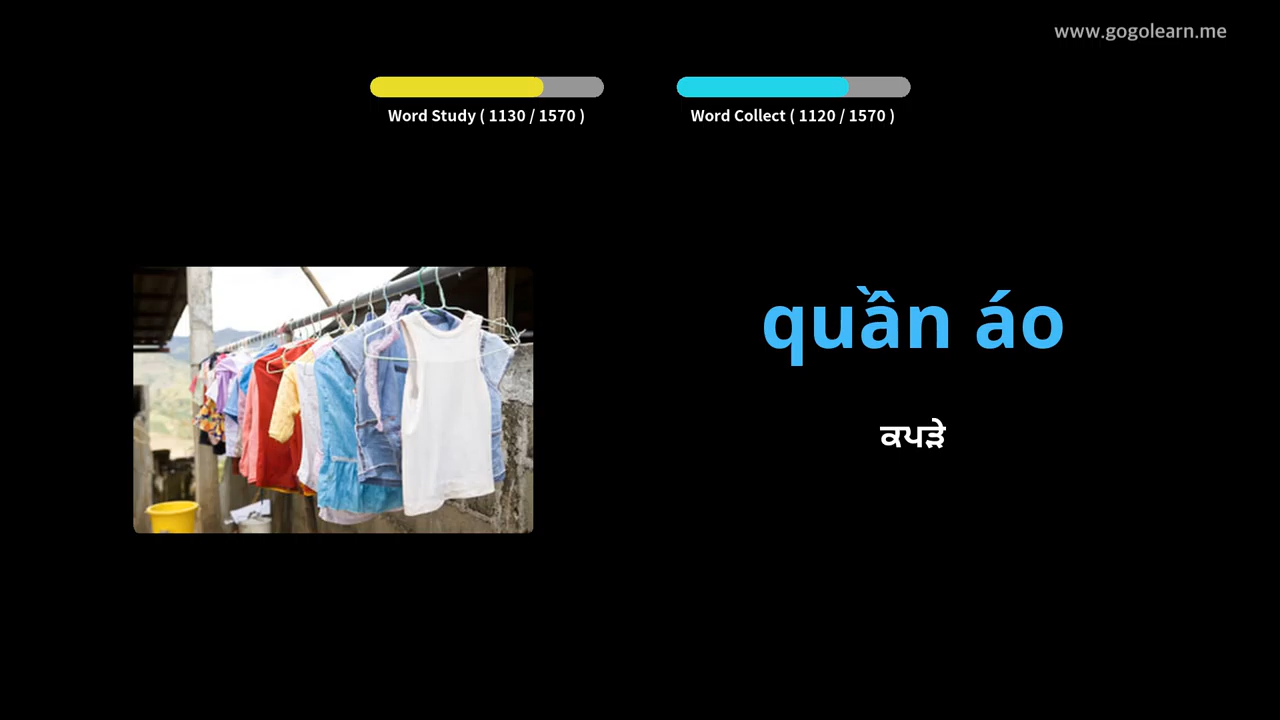 www.gogolearn.me
Word Study ( 1130 / 1570 )
Word Collect ( 1120 / 1570 )
quần áo
ਕਪੜੇ